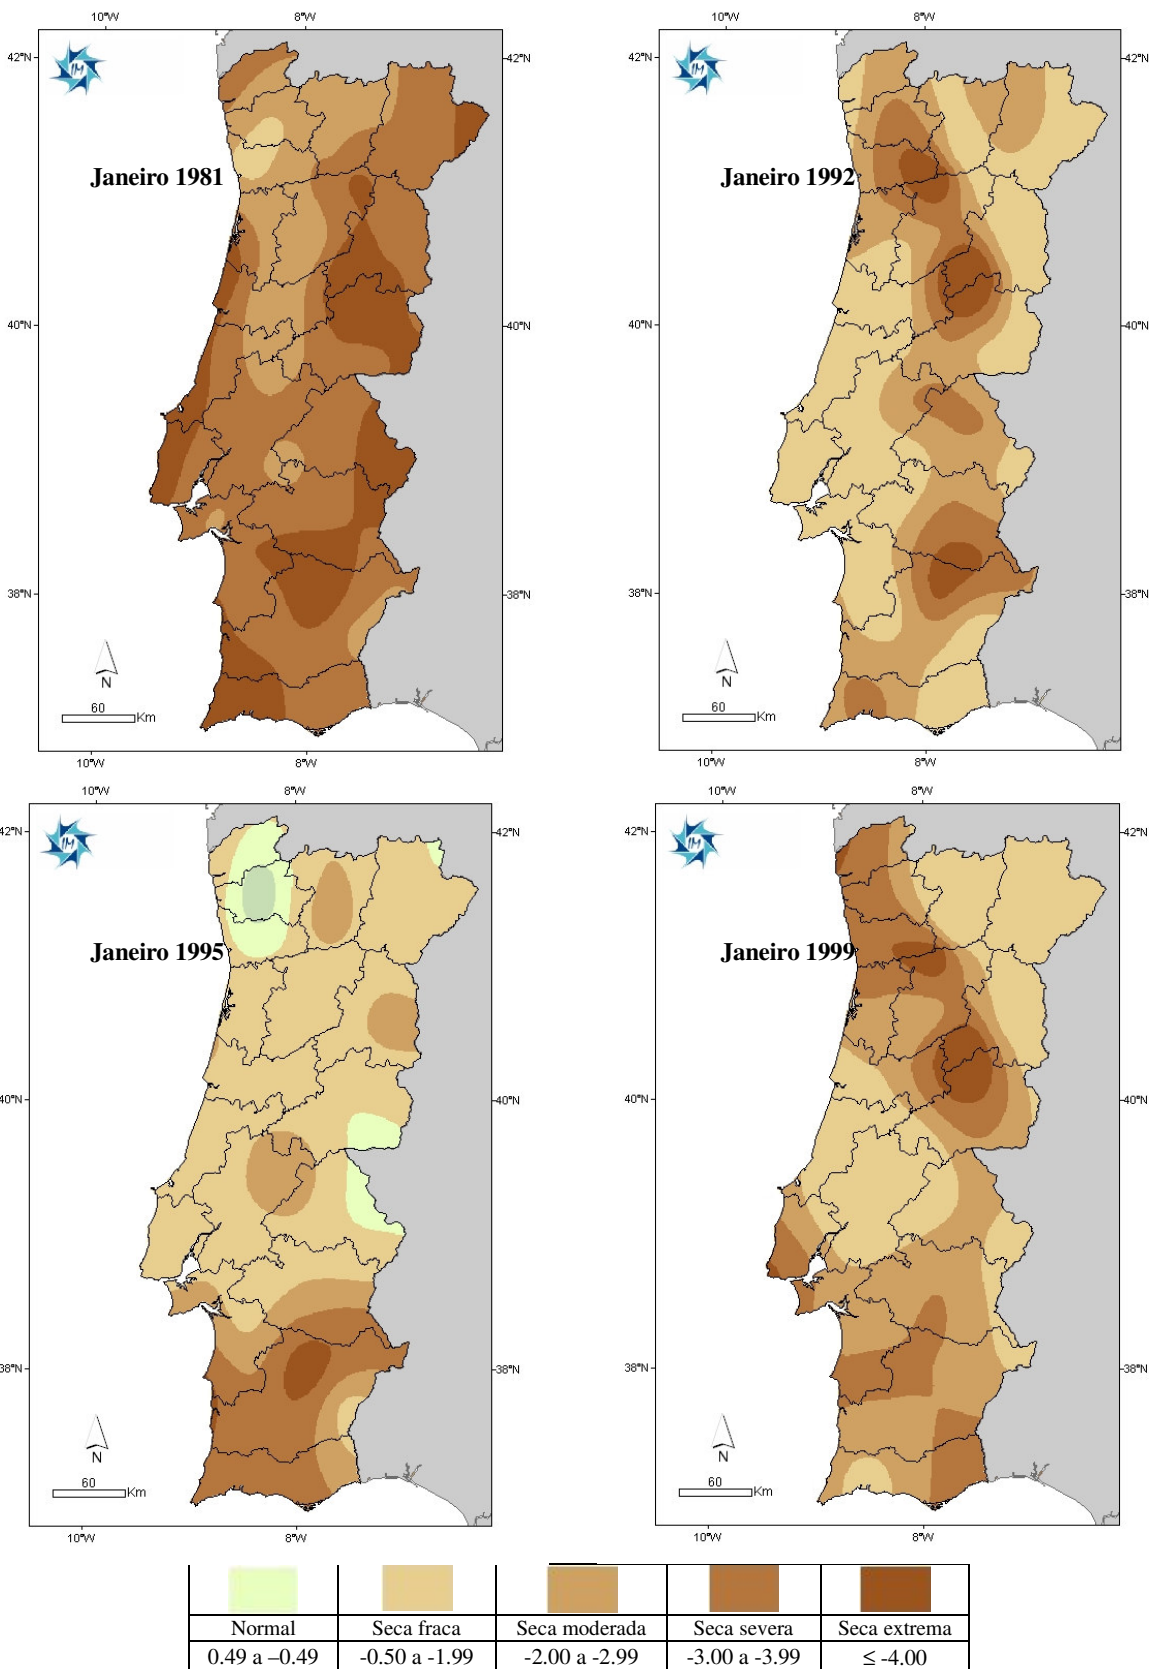 10°W 8°W
42°N 42°N
IM
Janeiro 1981
40°N 40°N
38°N 38°N
N
60
Km
10°W 8°W
10°W 8°W
42°N 42°N
IM
Janeiro 1992
40°N 40°N
38°N 38°N
N
60
Km
10°W 8°W
10°W 8°W
42°N 42°N
IM
Janeiro 1995
40°N 40°N
38°N 38°N
N
60
Km
10°W 8°W
10°W 8°W
42°N 42°N
IM
Janeiro 1999
40°N 40°N
38°N 38°N
N
60
Km
10°W 8°W
Normal Seca fraca Seca moderada Seca severa Seca extrema
0.49 a –0.49 -0.50 a -1.99 -2.00 a -2.99 -3.00 a -3.99 ≤ -4.00